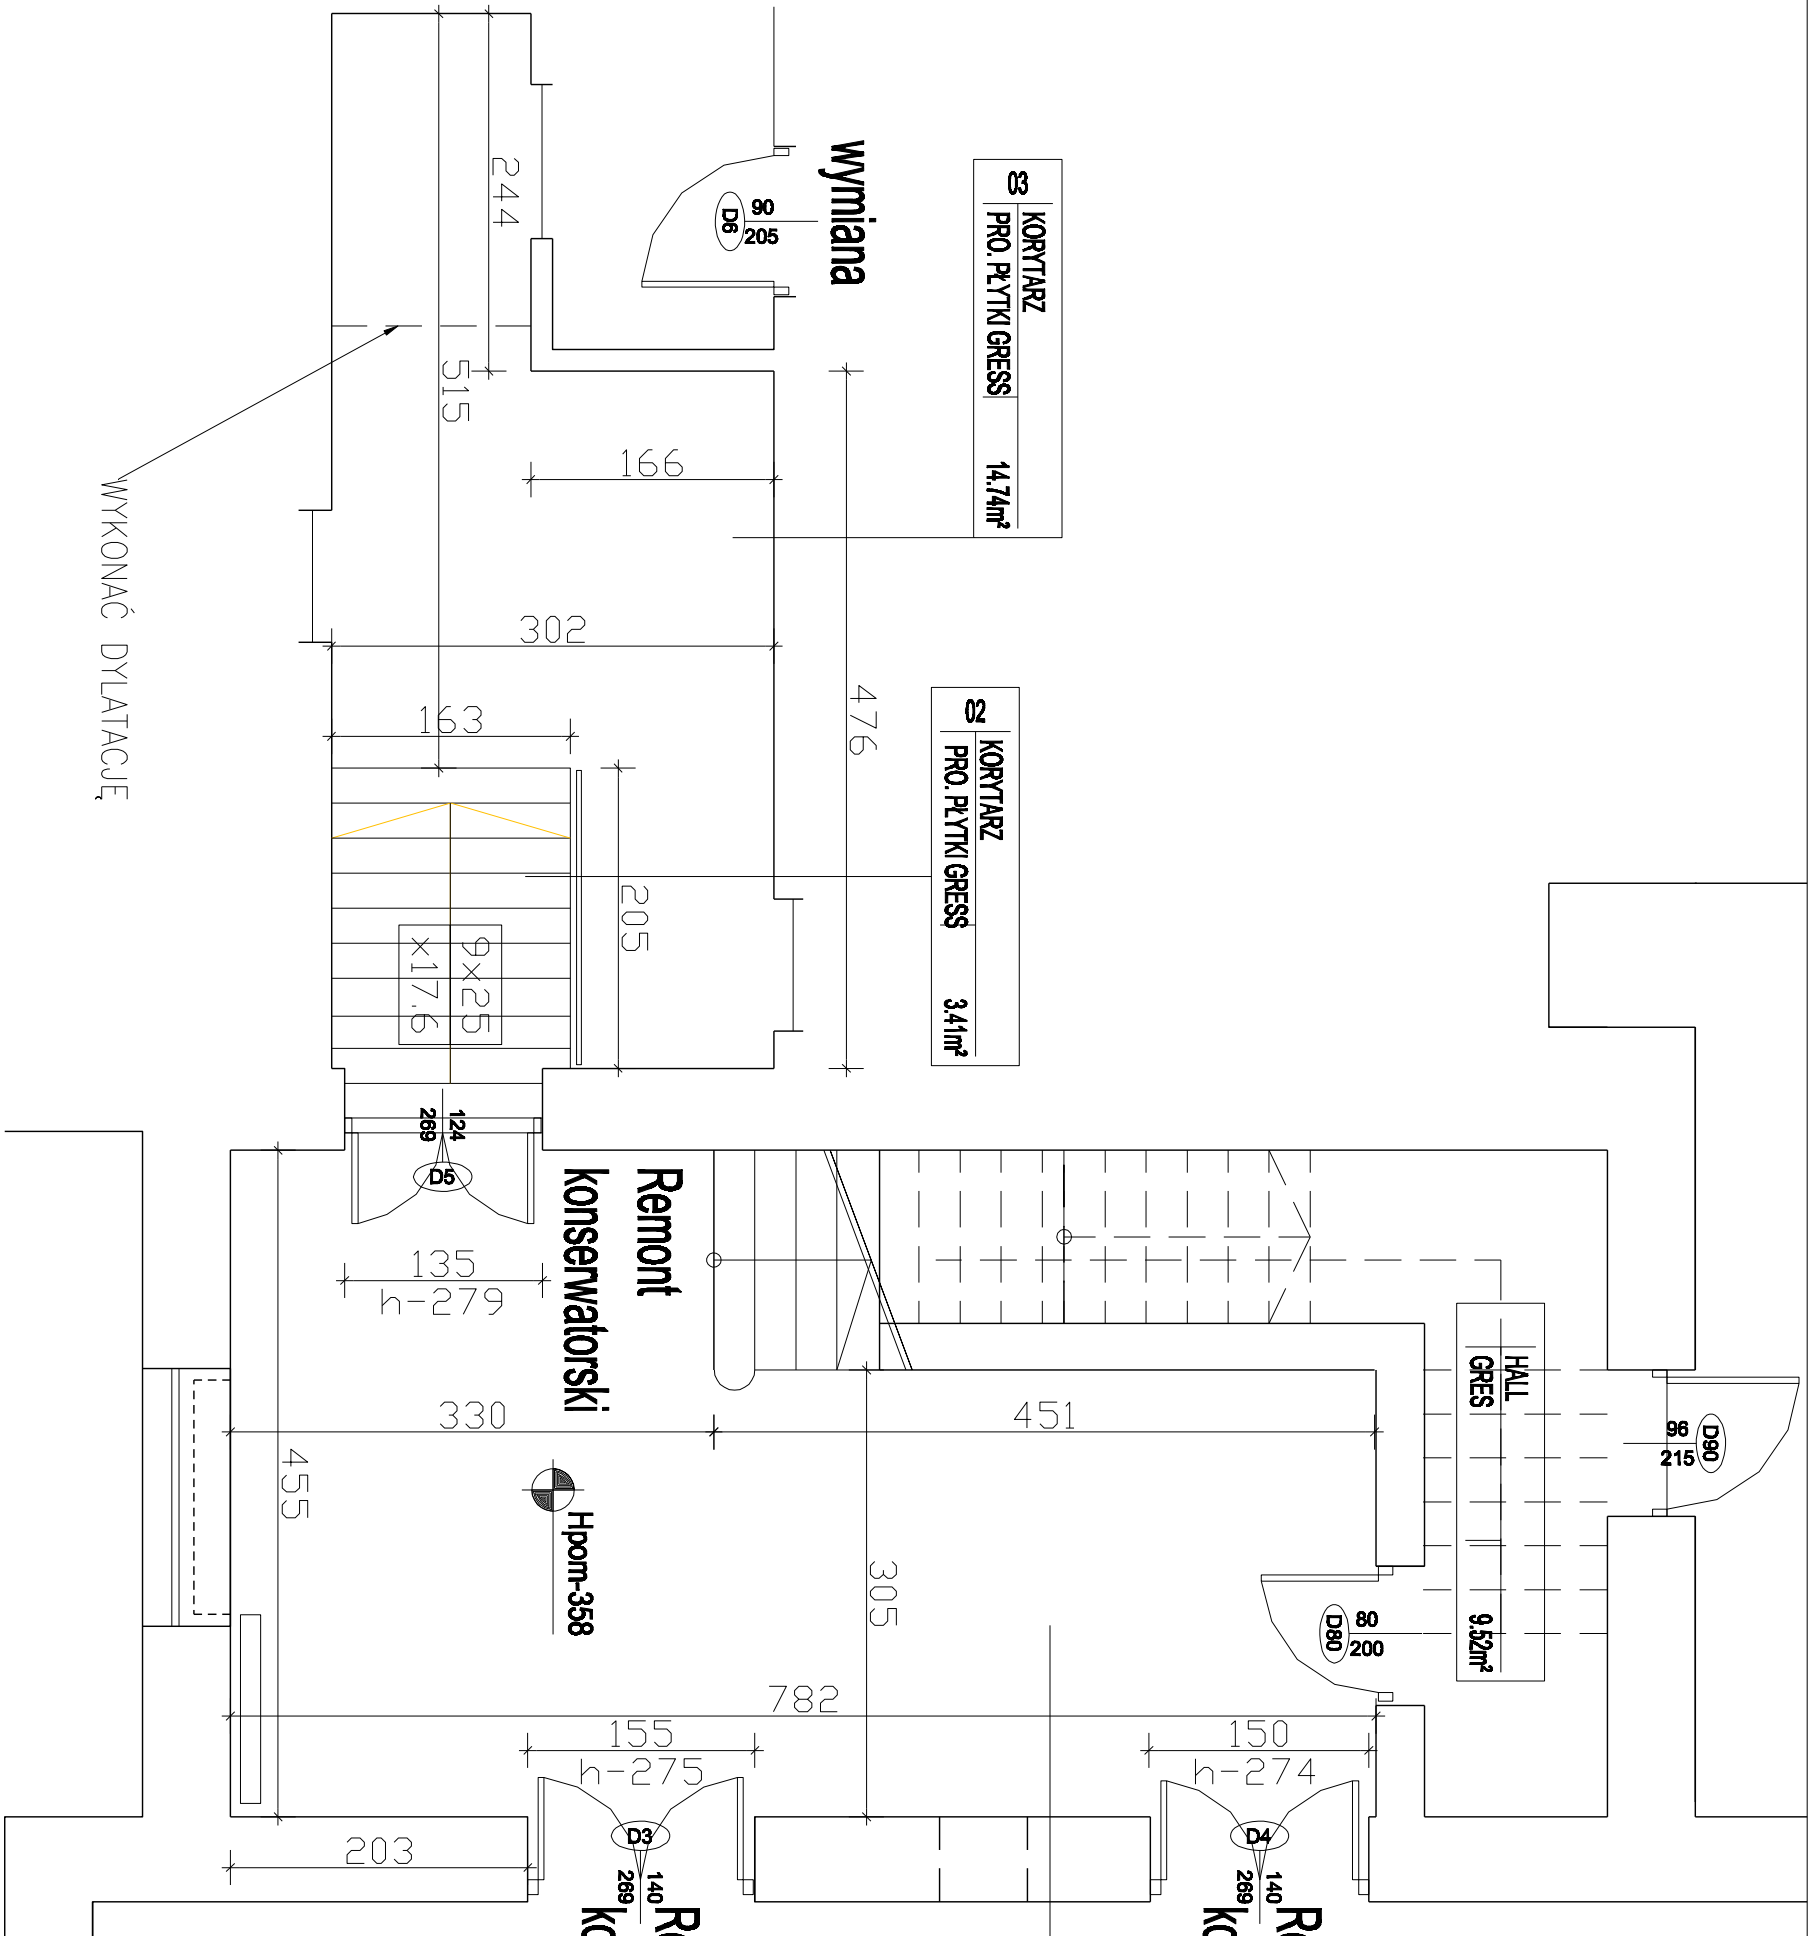 wymiana
03
KORYTARZ
PRO. PŁYTKI GRESS 14.74m²
90
205
D6
244
515
166
302
476
163
205
02
KORYTARZ
PRO. PŁYTKI GRESS 3.41m²
9x25
x17.6
WYKONAĆ DYLATACJĘ
124
269
D5
135
h-279
Remont
konserwatorski
330
451
455
305
Hpom-358
HALL
GRES 9.52m²
D90
96
215
80
200
D80
782
155
h-275
150
h-274
203
D3
140
269
D4
140
269